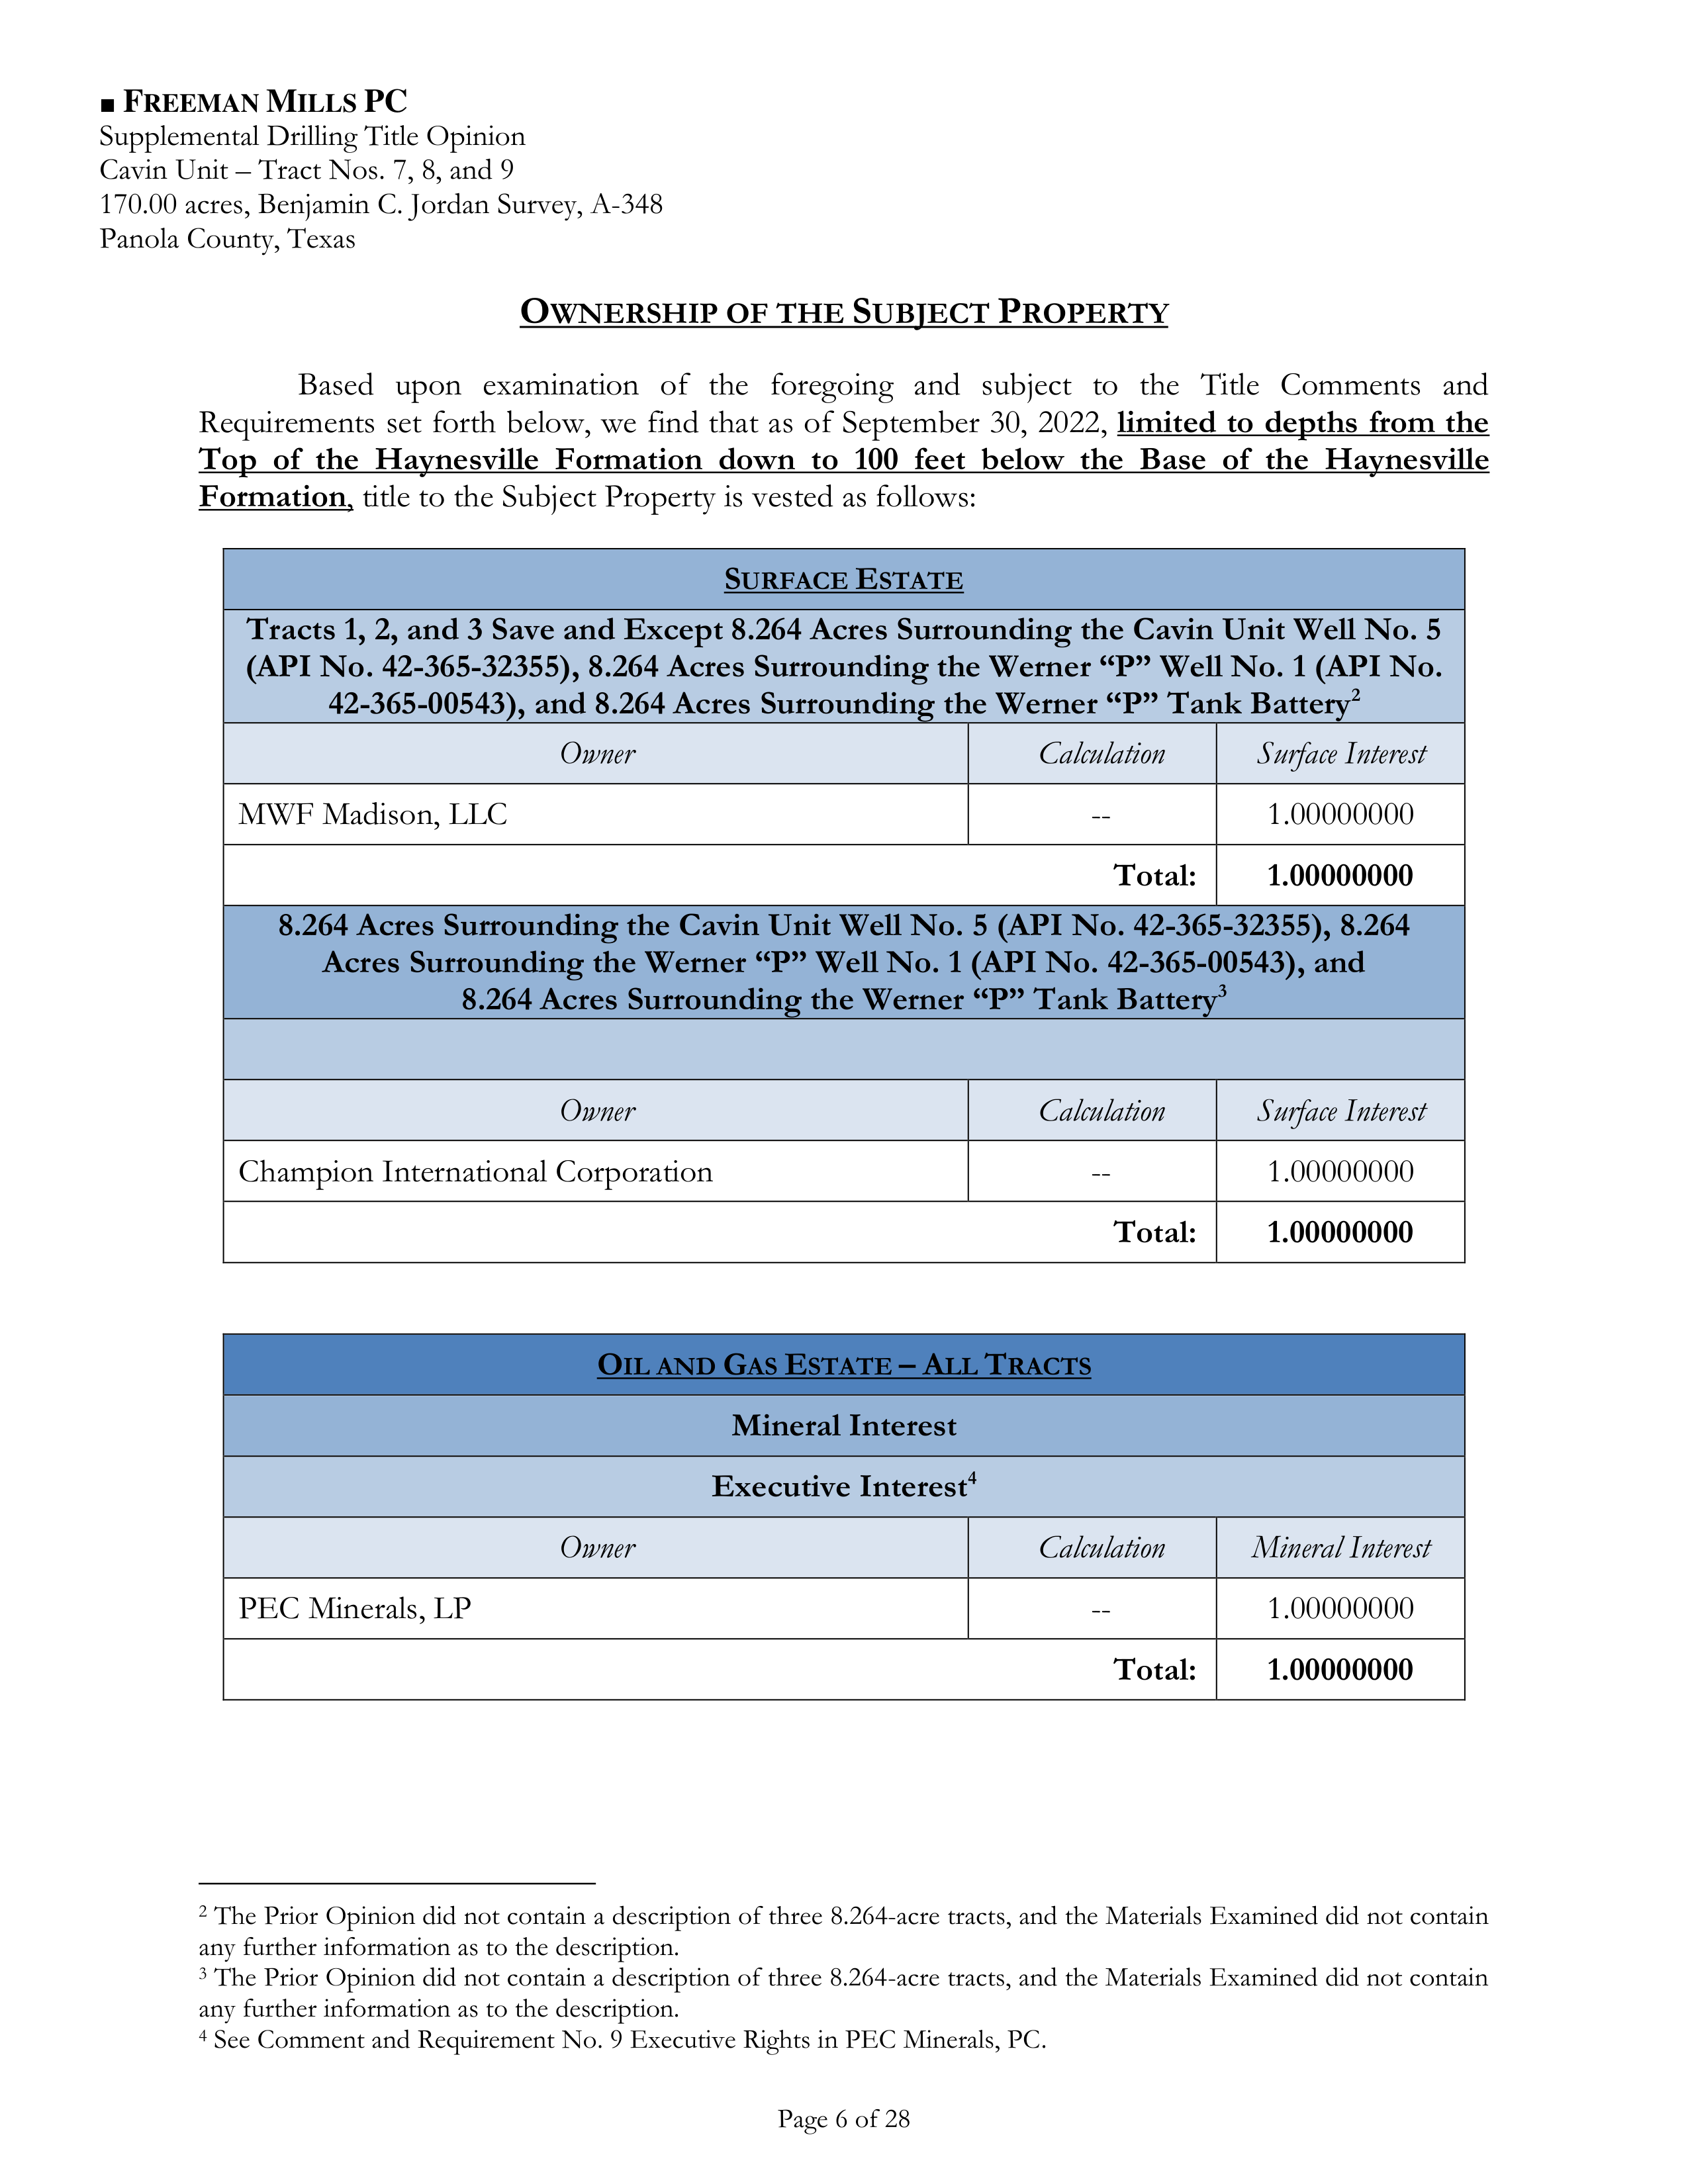 ■ FREEMAN MILLS PC
Supplemental Drilling Title Opinion
Cavin Unit – Tract Nos. 7, 8, and 9
170.00 acres, Benjamin C. Jordan Survey, A-348
Panola County, Texas
OWNERSHIP OF THE SUBJECT PROPERTY
Based upon examination of the foregoing and subject to the Title Comments and
Requirements set forth below, we find that as of September 30, 2022, limited to depths from the
Top of the Haynesville Formation down to 100 feet below the Base of the Haynesville
Formation, title to the Subject Property is vested as follows:
SURFACE ESTATE
Tracts 1, 2, and 3 Save and Except 8.264 Acres Surrounding the Cavin Unit Well No. 5
(API No. 42-365-32355), 8.264 Acres Surrounding the Werner “P” Well No. 1 (API No.
42-365-00543), and 8.264 Acres Surrounding the Werner “P” Tank Battery2
Owner Calculation Surface Interest
MWF Madison, LLC -- 1.00000000
Total: 1.00000000
8.264 Acres Surrounding the Cavin Unit Well No. 5 (API No. 42-365-32355), 8.264
Acres Surrounding the Werner “P” Well No. 1 (API No. 42-365-00543), and
8.264 Acres Surrounding the Werner “P” Tank Battery3
Owner Calculation Surface Interest
Champion International Corporation -- 1.00000000
Total: 1.00000000
OIL AND GAS ESTATE – ALL TRACTS
Mineral Interest
Executive Interest4
Owner Calculation Mineral Interest
PEC Minerals, LP -- 1.00000000
Total: 1.00000000
2 The Prior Opinion did not contain a description of three 8.264-acre tracts, and the Materials Examined did not contain
any further information as to the description.
3 The Prior Opinion did not contain a description of three 8.264-acre tracts, and the Materials Examined did not contain
any further information as to the description.
4 See Comment and Requirement No. 9 Executive Rights in PEC Minerals, PC.
Page 6 of 28